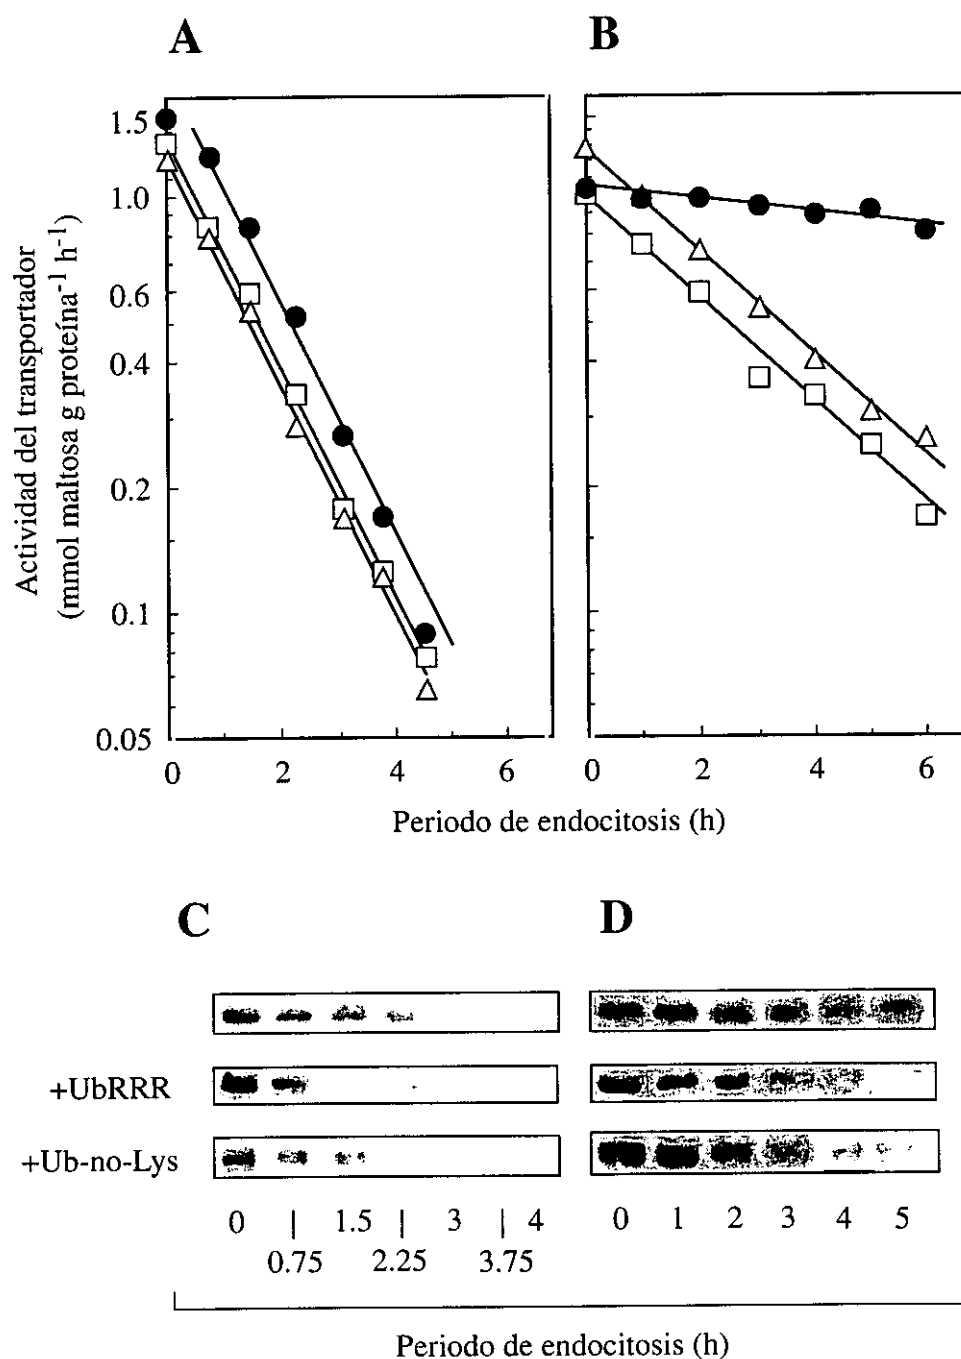 A
B
1.5
1.0
0.6
0.4
0.2
0.1
0.05
Actividad del transportador
(mmol maltosa g proteína⁻¹ h⁻¹)
0 2 4 6
0 2 4 6
Periodo de endocitosis (h)
C
D
+UbRRR
+Ub-no-Lys
0 | 1.5 | 3 | 4
0.75 2.25 3.75
0 1 2 3 4 5
Periodo de endocitosis (h)